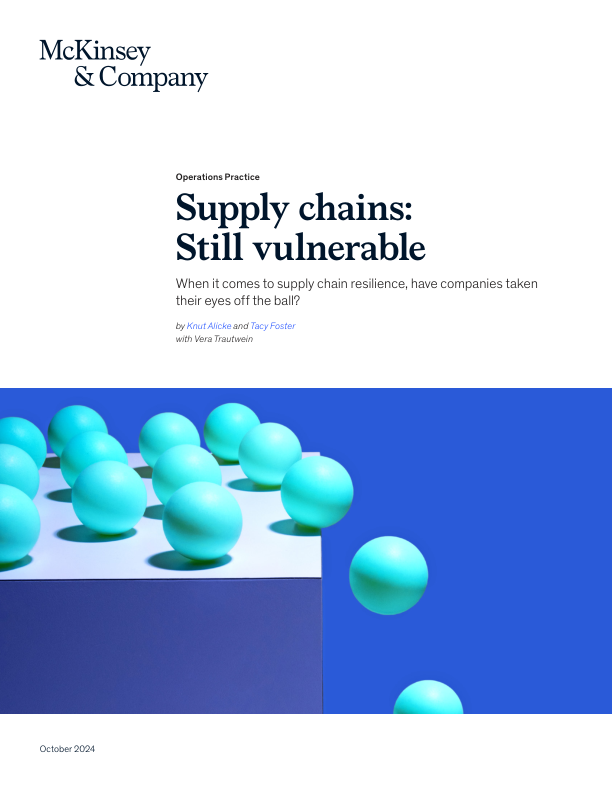 McKinsey
& Company
Operations Practice
Supply chains:
Still vulnerable
When it comes to supply chain resilience, have companies taken
their eyes off the ball?
by Knut Alicke and Tacy Foster
with Vera Trautwein
October 2024